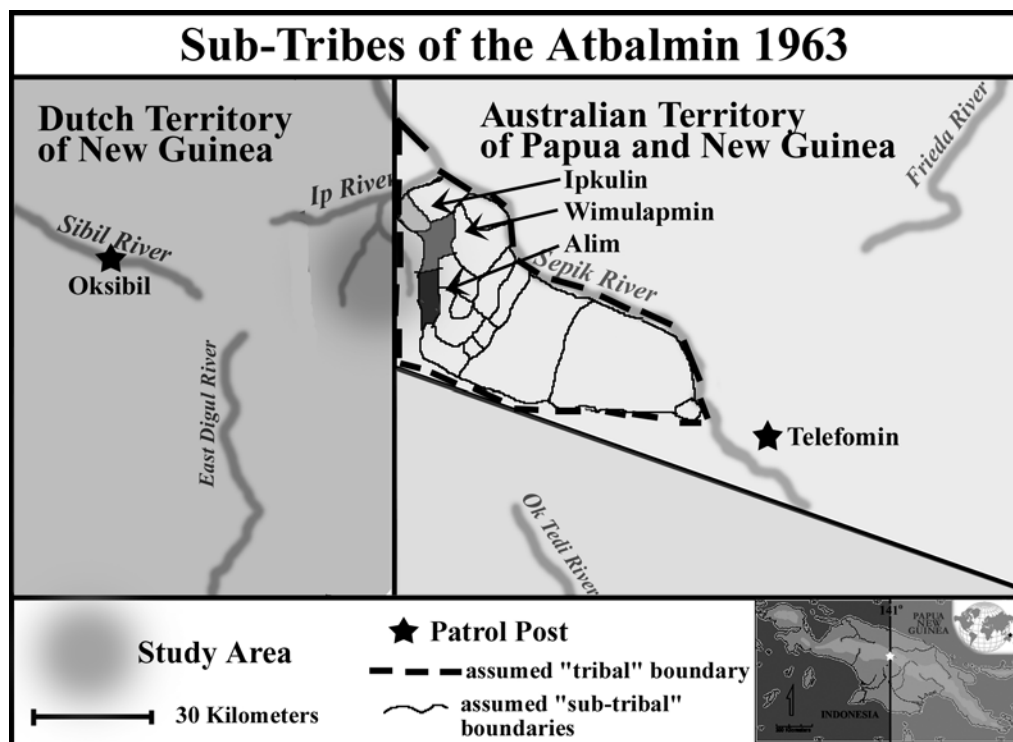 Sub-Tribes of the Atbalmin 1963
Dutch Territory
of New Guinea
Australian Territory
of Papua and New Guinea
Ipkulin
Wimulapmin
Alim
Ip River
Frieda River
Sibil River
Oksibil
Sepik River
East Digul River
Telefomin
Ok Tedi River
Study Area
30 Kilometers
Patrol Post
assumed "tribal" boundary
assumed "sub-tribal"
boundaries
141°
PAPUA
NEW
GUINEA
INDONESIA